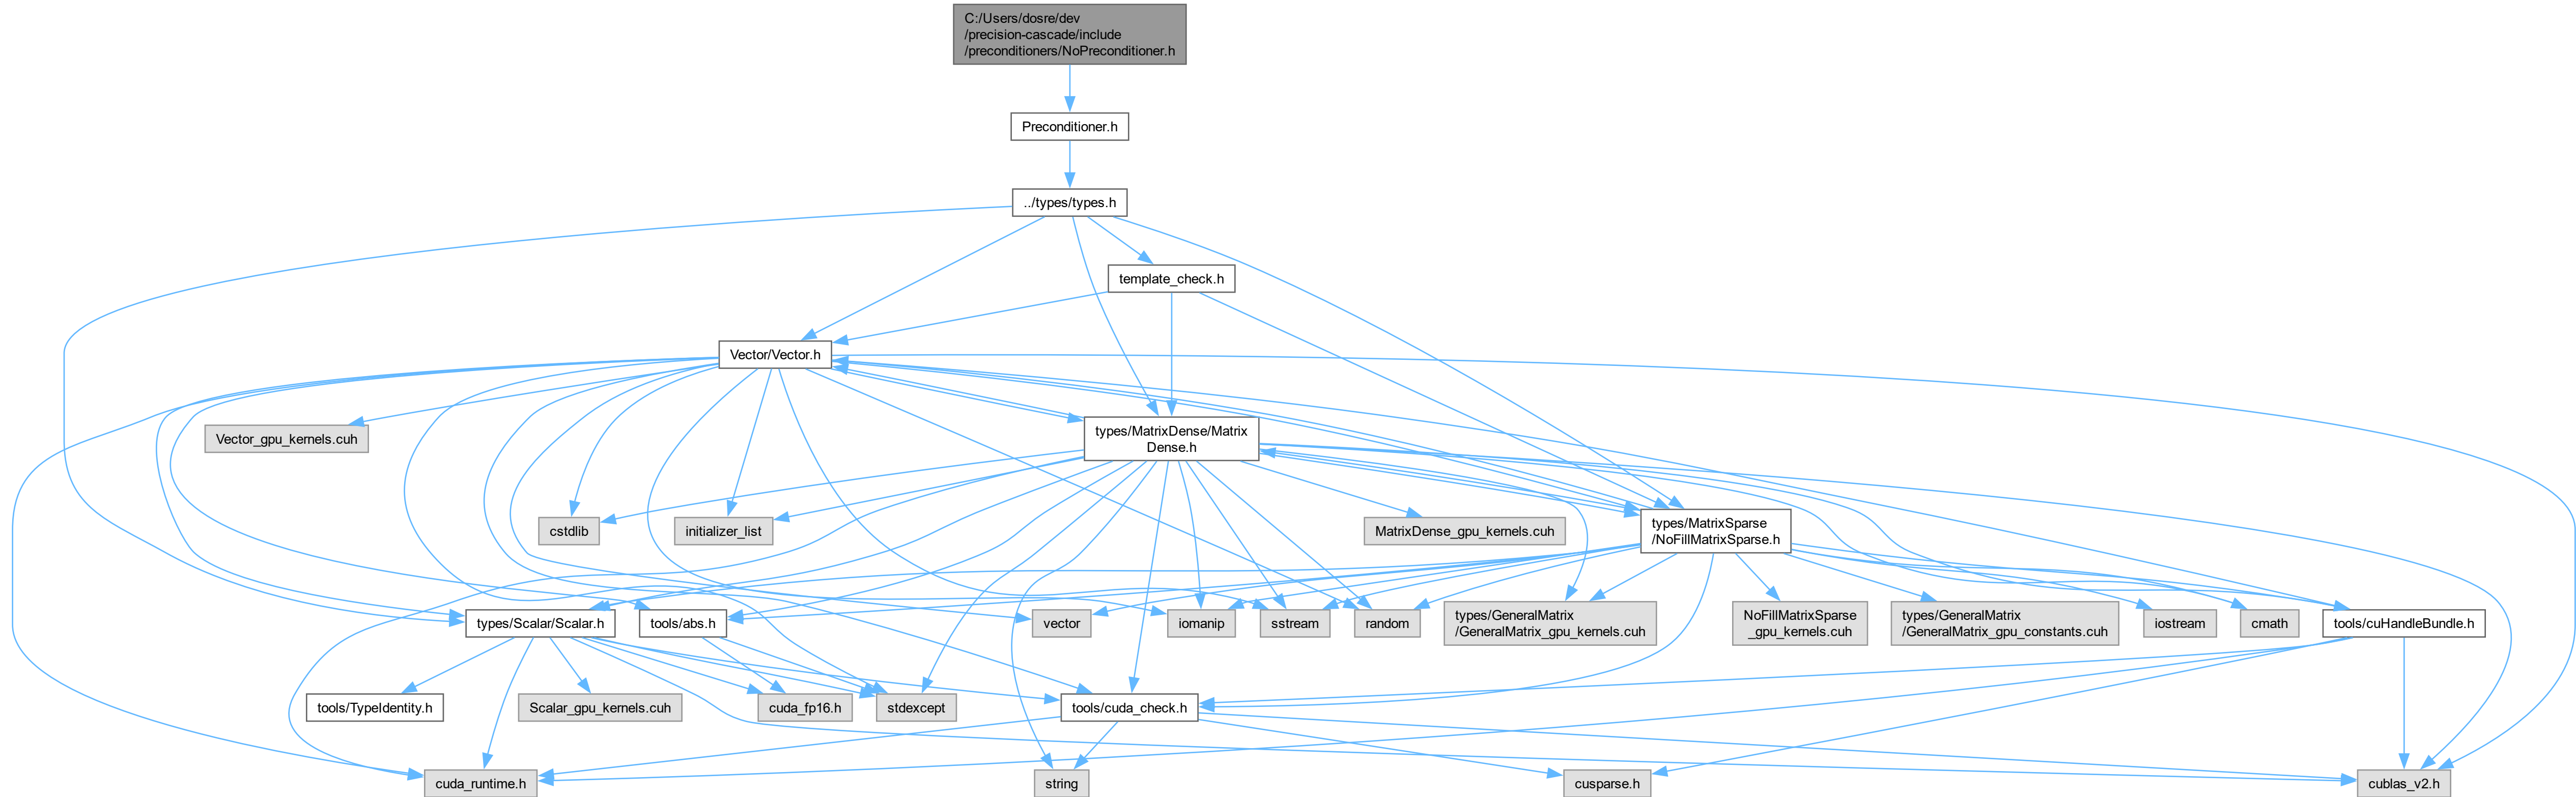 C:/Users/dosre/dev
/precision-cascade/include
/preconditioners/NoPreconditioner.h
Preconditioner.h
../types/types.h
template_check.h
Vector/Vector.h
Vector_gpu_kernels.cuh
types/MatrixDense/Matrix
Dense.h
cstdlib
initializer_list
MatrixDense_gpu_kernels.cuh
types/MatrixSparse
/NoFillMatrixSparse.h
types/Scalar/Scalar.h
tools/abs.h
vector
iomanip
sstream
random
types/GeneralMatrix
/GeneralMatrix_gpu_kernels.cuh
NoFillMatrixSparse
_gpu_kernels.cuh
types/GeneralMatrix
/GeneralMatrix_gpu_constants.cuh
iostream
cmath
tools/cuHandleBundle.h
tools/TypeIdentity.h
Scalar_gpu_kernels.cuh
cuda_fp16.h
stdexcept
tools/cuda_check.h
cuda_runtime.h
string
cusparse.h
cublas_v2.h